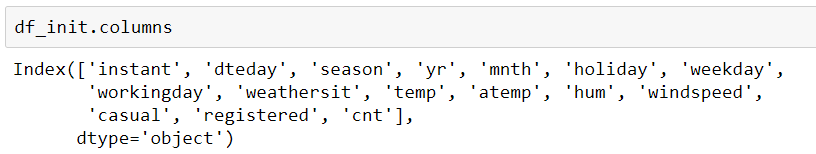 df_init.columns
Index(['instant', 'dteday', 'season', 'yr', 'mnth', 'holiday', 'weekday',
'workingday', 'weathersit', 'temp', 'atemp', 'hum', 'windspeed',
'casual', 'registered', 'cnt'],
dtype='object')